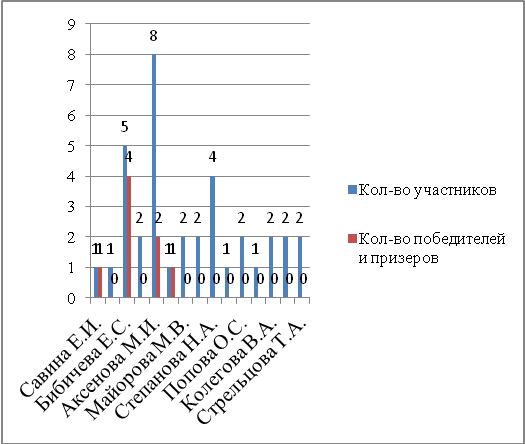 9
8
7
6
5
4
3
2
1
0
1 1 1 0 5 4 2 0 8 2 1 1 2 0 2 0 4 0 1 0 2 0 1 0 2 0 2 0 2 0
Савина Е.И.
Бибичева Е.С.
Аксенова М.И.
Майорова М.В.
Степанова Н.А.
Попова О.С.
Колегова В.А.
Стрельцова Т.А.
Кол-во участников
Кол-во победителей
и призеров